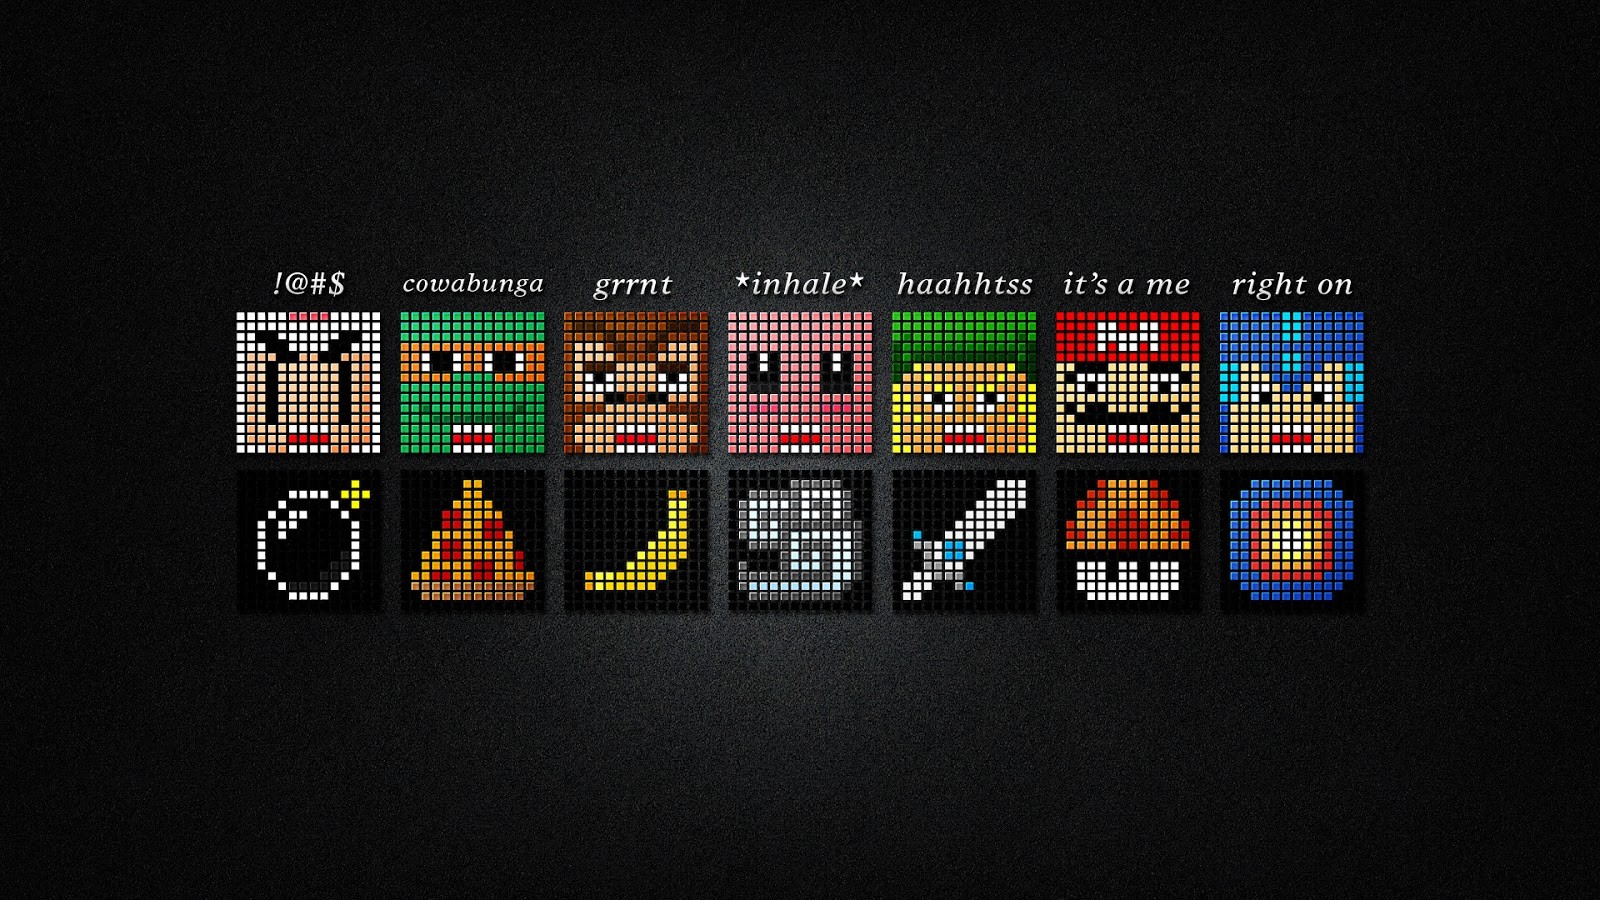 !@#$
cowabunga
grrnt
*inhale*
haahhtss
it's a me
right on
M